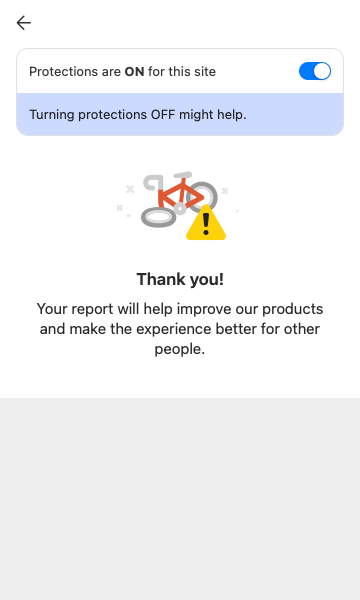 Protections are ON for this site
Turning protections OFF might help.
Thank you!
Your report will help improve our products
and make the experience better for other
people.